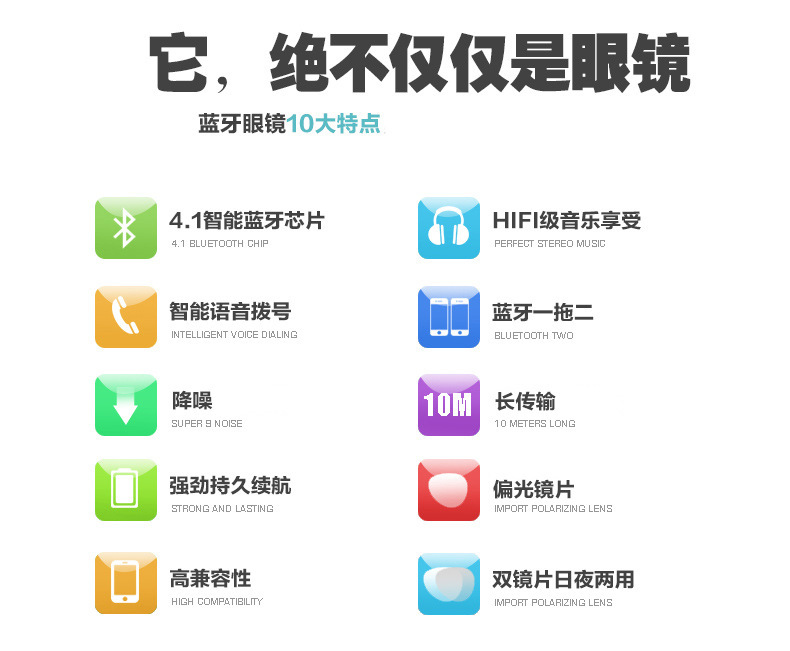 它，绝不仅仅是眼镜
蓝牙眼镜10大特点
4.1智能蓝牙芯片
4.1 BLUETOOTH CHIP
HIFI级音乐享受
PERFECT STEREO MUSIC
智能语音拨号
INTELLIGENT VOICE DIALING
蓝牙一拖二
BLUETOOTH TWO
降噪
SUPER 9 NOISE
10M
长传输
10 METERS LONG
强劲持久续航
STRONG AND LASTING
偏光镜片
IMPORT POLARIZING LENS
高兼容性
HIGH COMPATIBILITY
双镜片日夜两用
IMPORT POLARIZING LENS